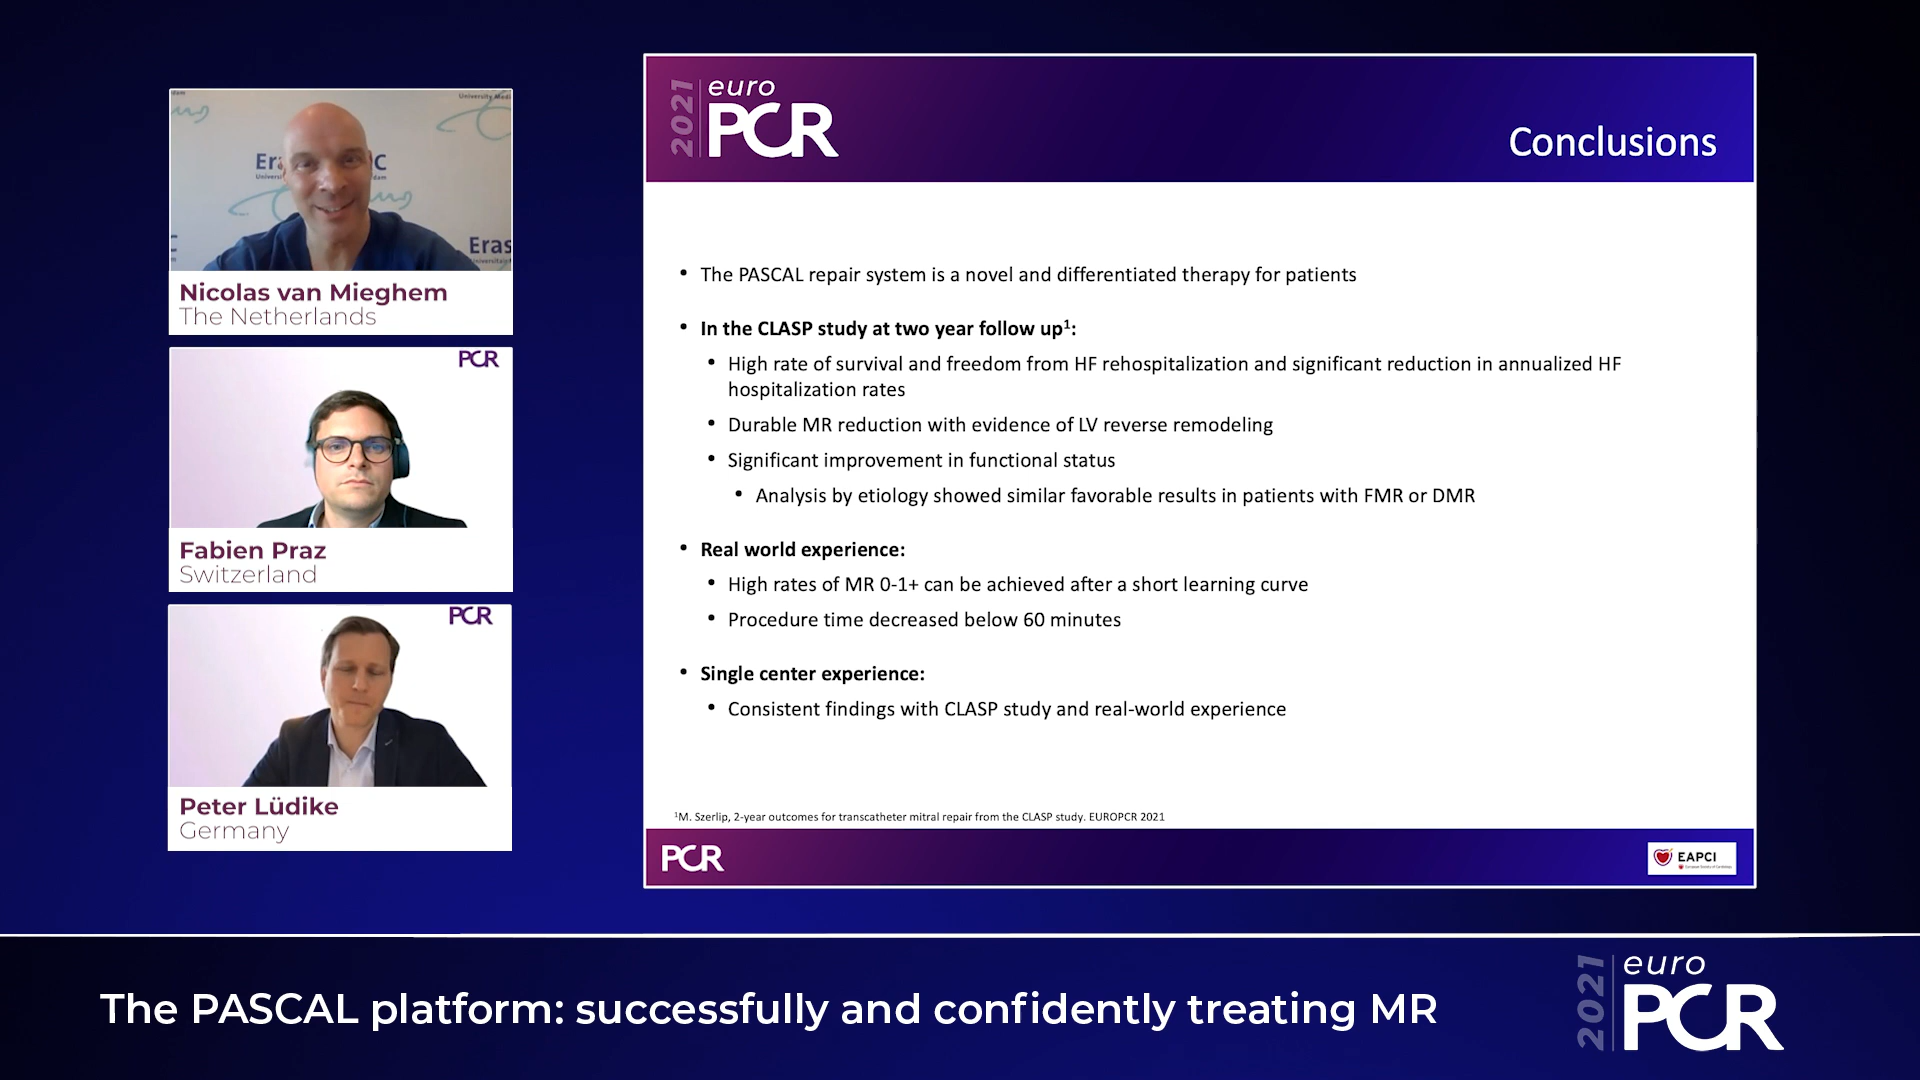 2021 euro
PCR
Conclusions
Erasmus MC
Nicolas van Mieghem
The Netherlands
PCR
Fabien Praz
Switzerland
PCR
Peter Lüdike
Germany
• The PASCAL repair system is a novel and differentiated therapy for patients
• In the CLASP study at two year follow up¹:
• High rate of survival and freedom from HF rehospitalization and significant reduction in annualized HF
hospitalization rates
• Durable MR reduction with evidence of LV reverse remodeling
• Significant improvement in functional status
• Analysis by etiology showed similar favorable results in patients with FMR or DMR
• Real world experience:
• High rates of MR 0-1+ can be achieved after a short learning curve
• Procedure time decreased below 60 minutes
• Single center experience:
• Consistent findings with CLASP study and real-world experience
¹M. Szerlip, 2-year outcomes for transcatheter mitral repair from the CLASP study. EUROPCR 2021
PCR
EAPCI
The PASCAL platform: successfully and confidently treating MR
2021 euro
PCR